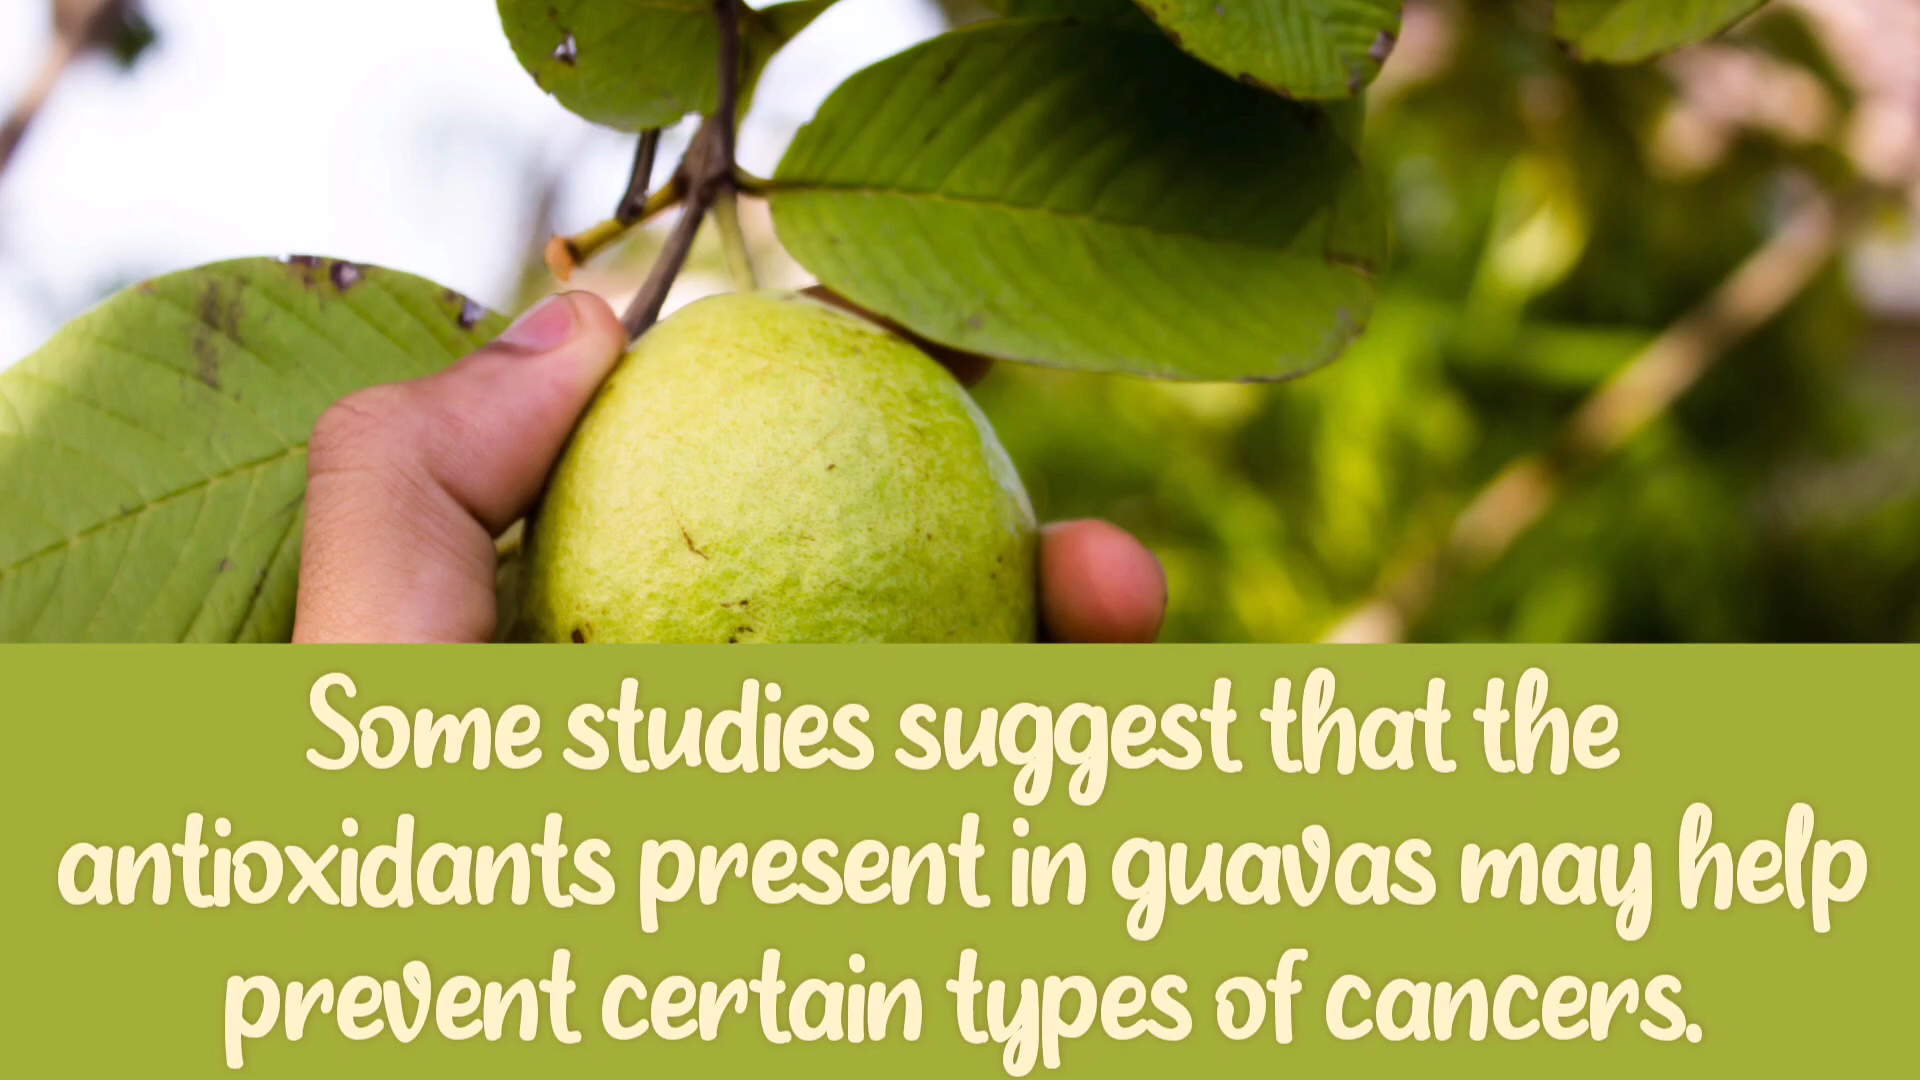 Some studies suggest that the
antioxidants present in guavas may help
prevent certain types of cancers.